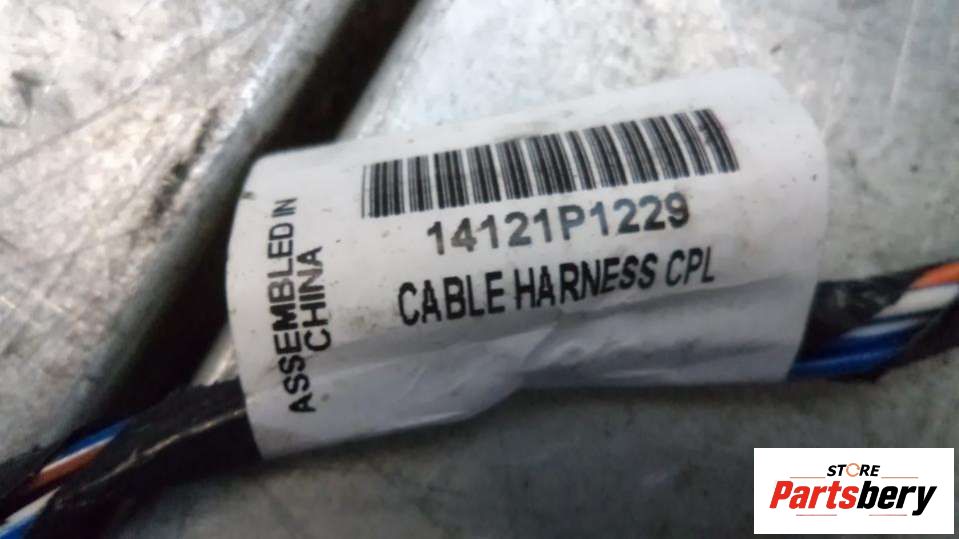 14121P1229
CABLE HARNESS CPL
ASSEMBLED IN
CHINA
STORE
Partsbery